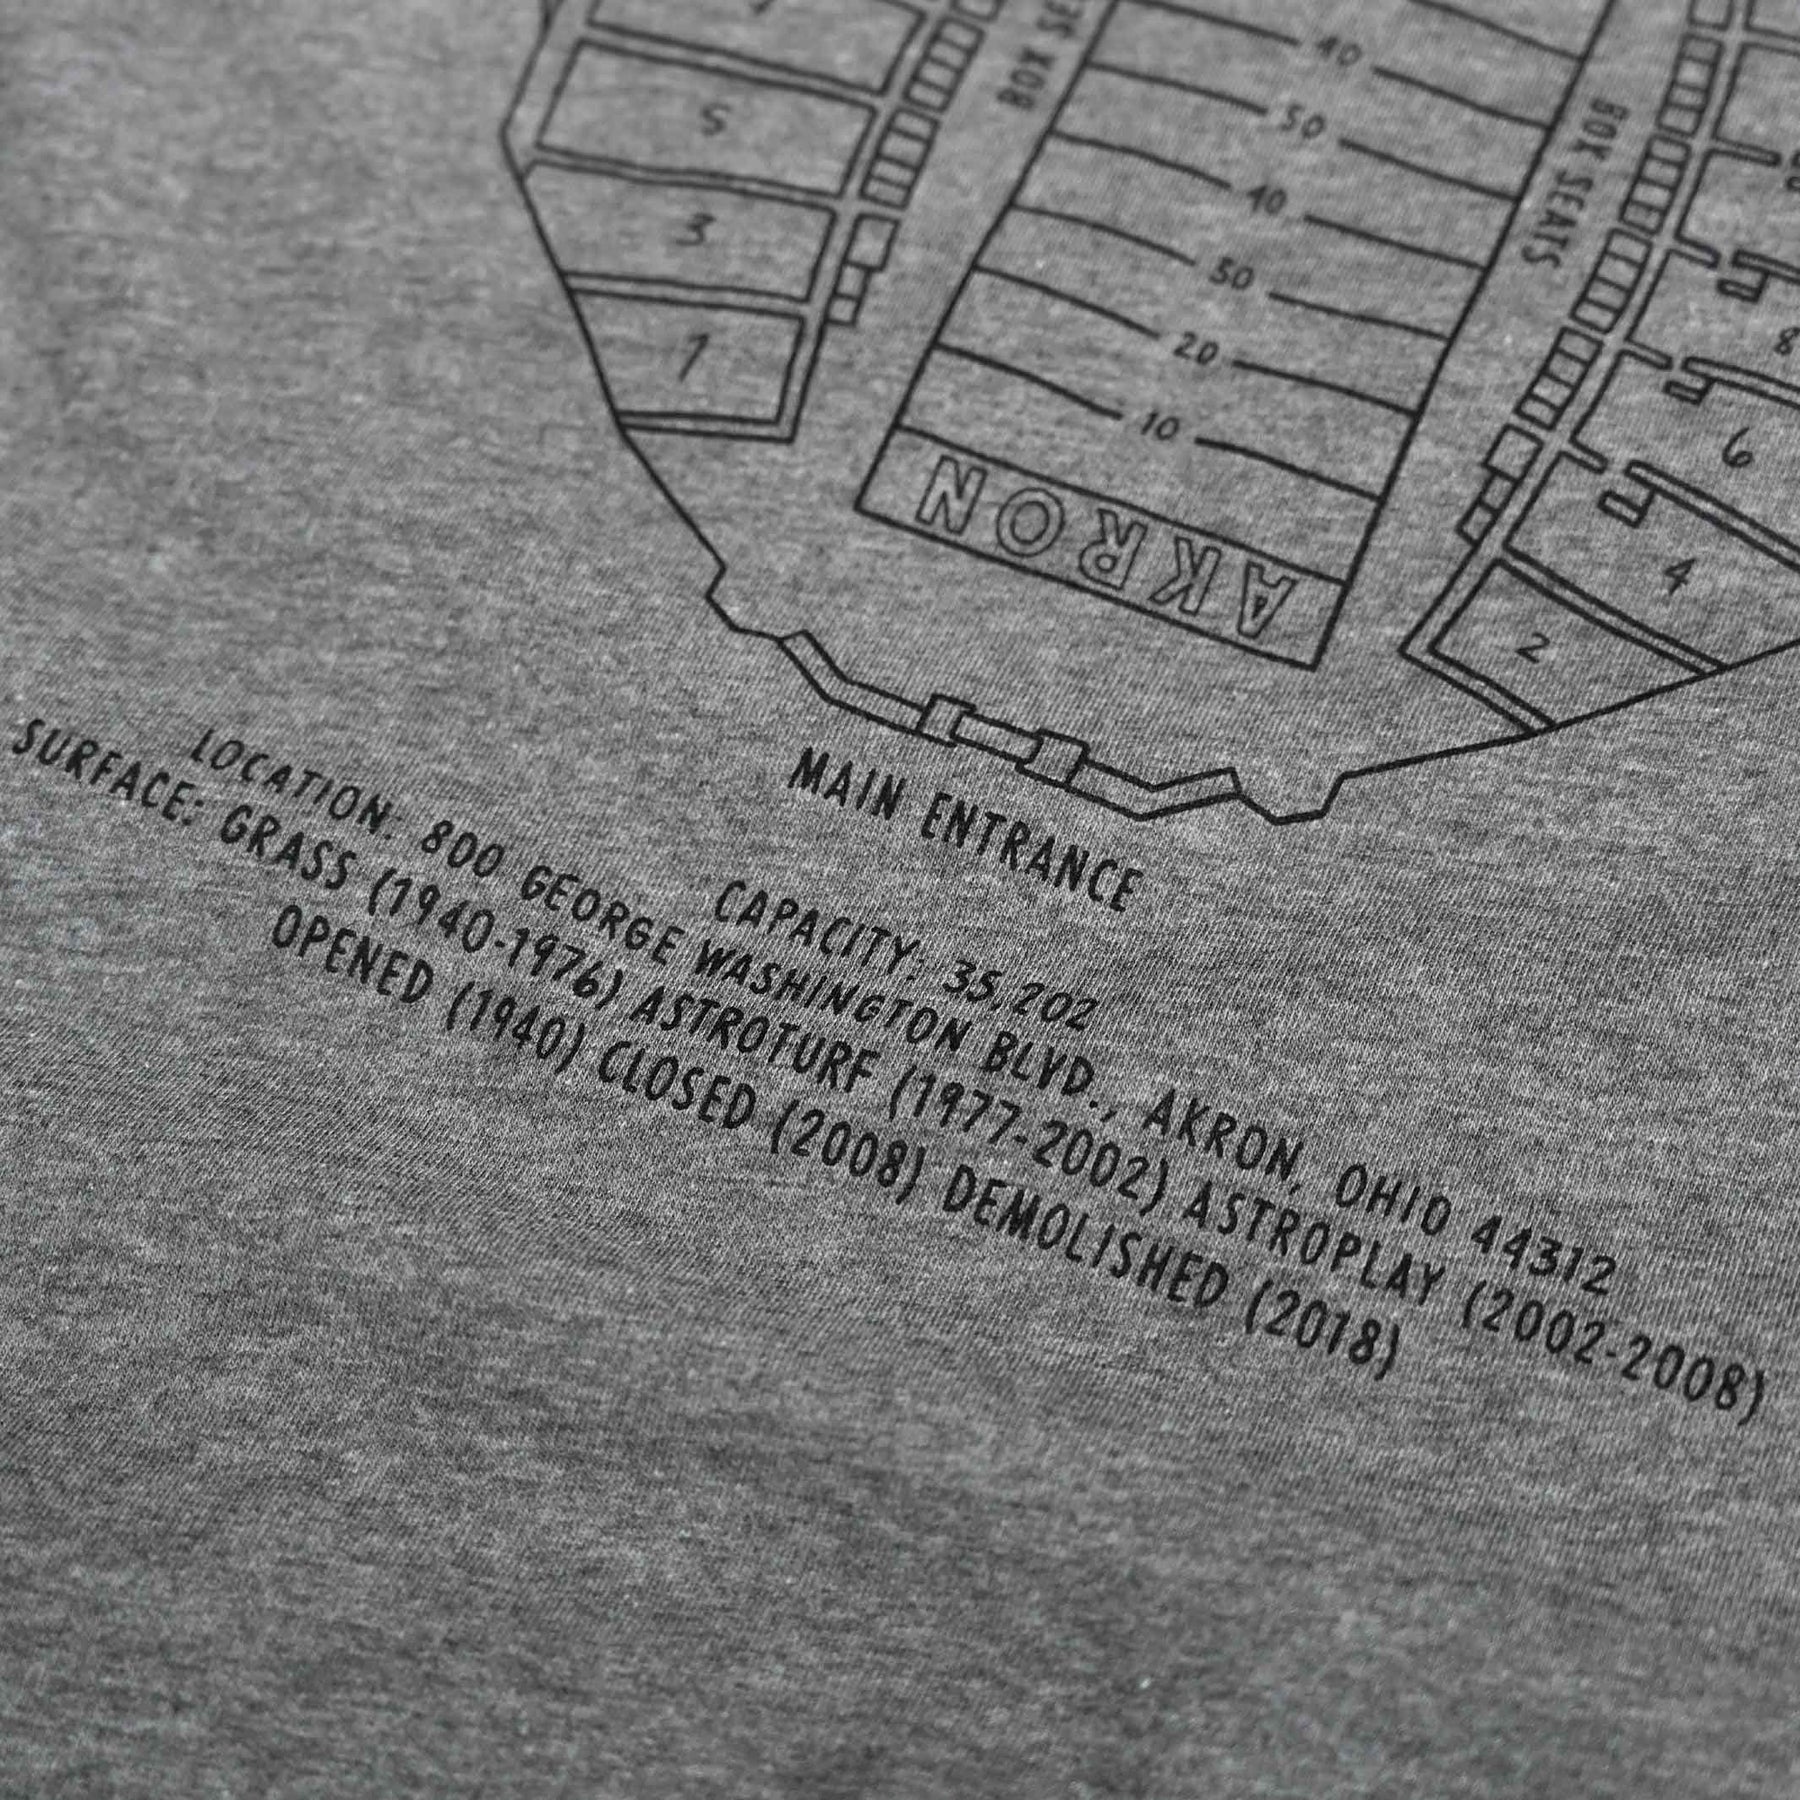 40
50
40
30
20
10
AKRON
5
3
1
BOX SE
BOX SEATS
8
6
4
2
MAIN ENTRANCE
CAPACITY: 35,202
LOCATION: 800 GEORGE WASHINGTON BLVD., AKRON, OHIO 44312
SURFACE: GRASS (1940-1976) ASTROTURF (1977-2002) ASTROPLAY (2002-2008)
OPENED (1940) CLOSED (2008) DEMOLISHED (2018)